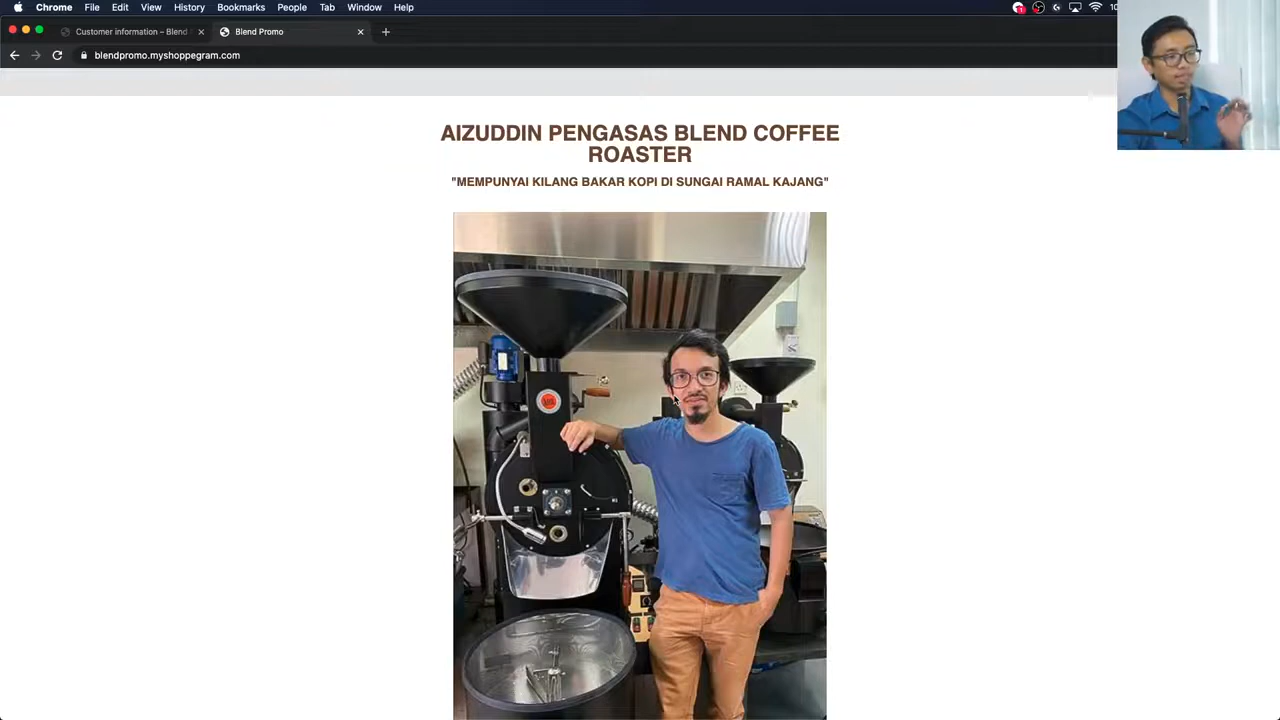 Chrome File Edit View History Bookmarks People Tab Window Help
Customer information – Blend
Blend Promo
blendpromo.myshoppegram.com
AIZUDDIN PENGASAS BLEND COFFEE
ROASTER
"MEMPUNYAI KILANG BAKAR KOPI DI SUNGAI RAMAL KAJANG"